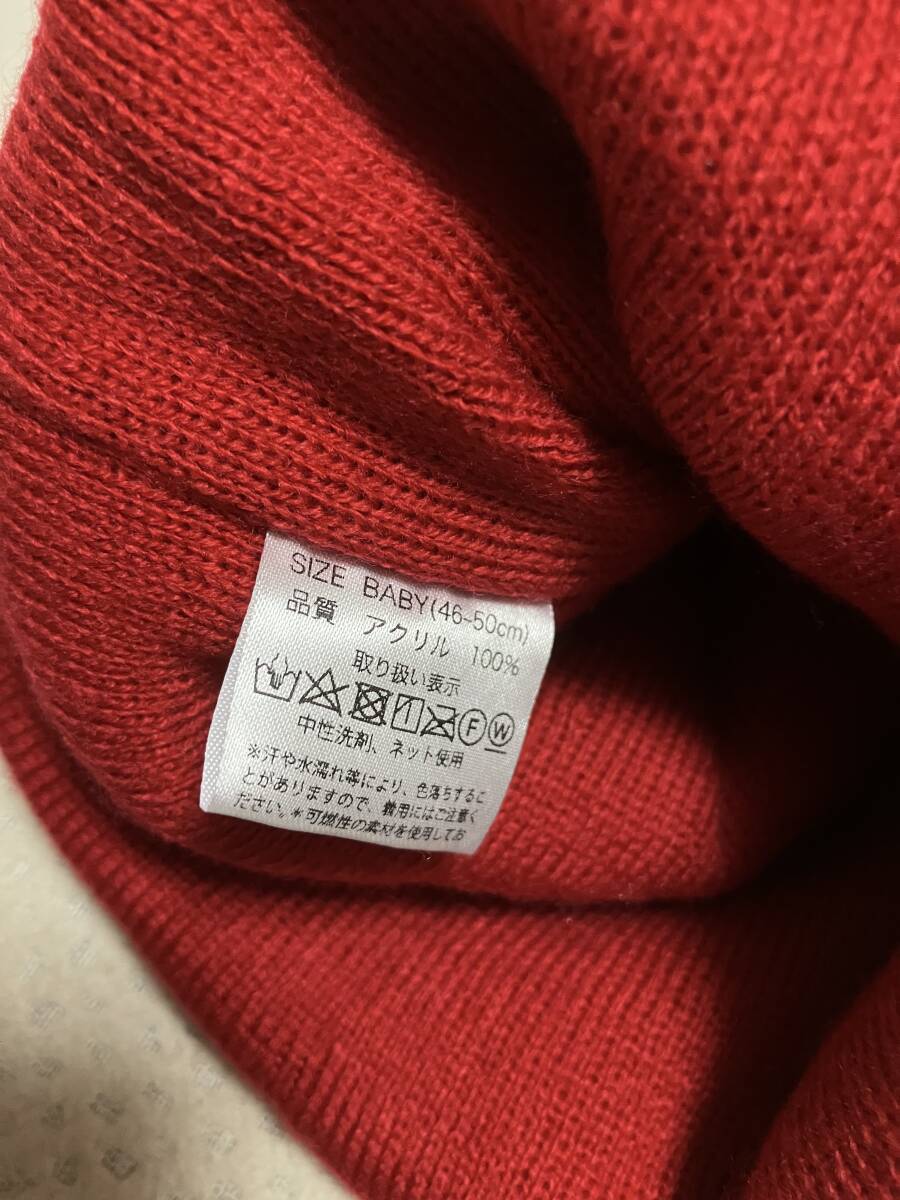 SIZE BABY(46-50cm)
品質 アクリル 100%
取り扱い表示
F W
中性洗剤、ネット使用
※汗や水濡れ等により、色落ちするこ
とがありますので、着用にはご注意く
ださい。※可燃性の素材を使用してお